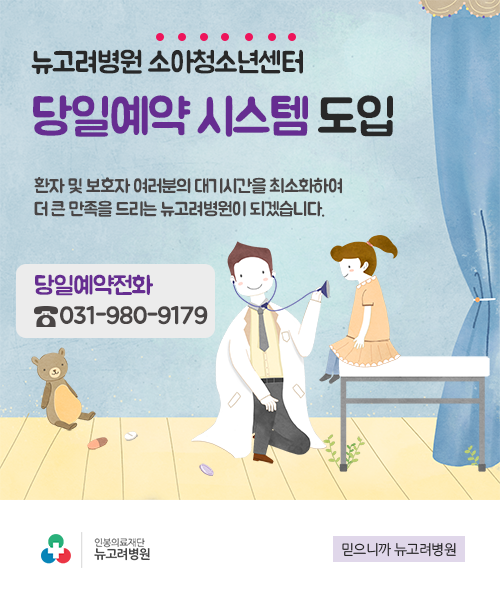 뉴고려병원 소아청소년센터
당일예약 시스템 도입
환자 및 보호자 여러분의 대기시간을 최소화하여
더 큰 만족을 드리는 뉴고려병원이 되겠습니다.
당일예약전화
☎031-980-9179
인봉의료재단
뉴고려병원
믿으니까 뉴고려병원